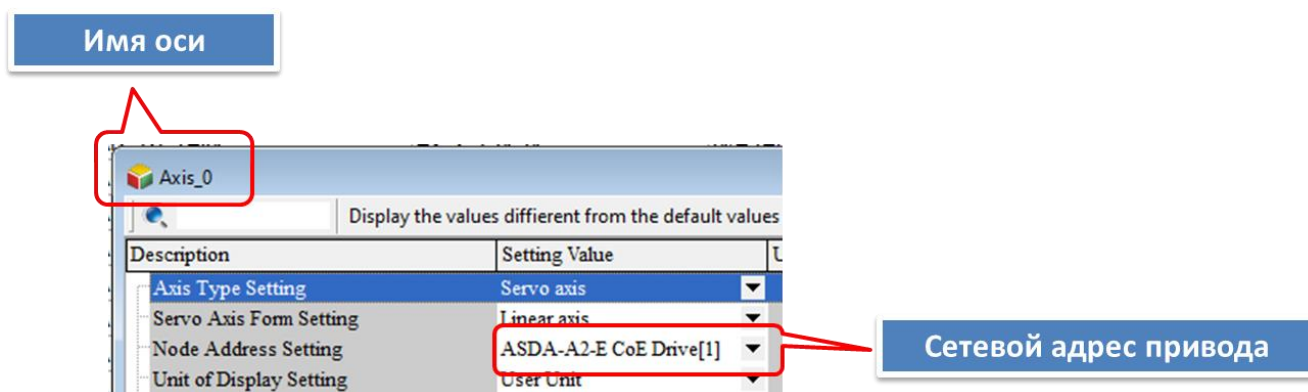 Имя оси
Axis_0
Display the values diffierent from the default values
Description Setting Value
Axis Type Setting Servo axis
Servo Axis Form Setting Linear axis
Node Address Setting ASDA-A2-E CoE Drive[1]
Сетевой адрес привода
Unit of Display Setting User Unit